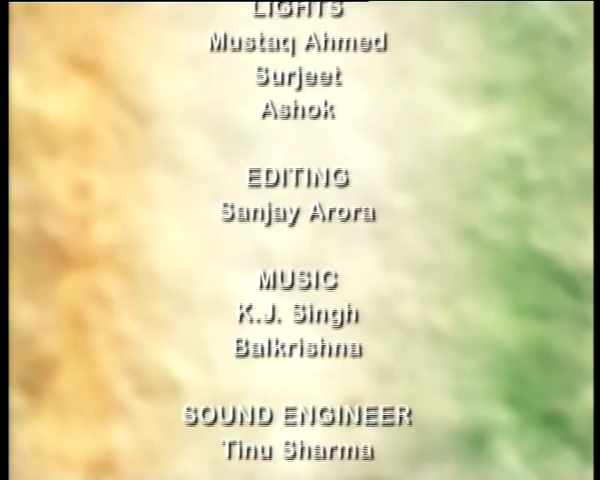 LIGHTS
Mustaq Ahmed
Surjeet
Ashok
EDITING
Sanjay Arora
MUSIC
K.J. Singh
Balkrishna
SOUND ENGINEER
Tinu Sharma